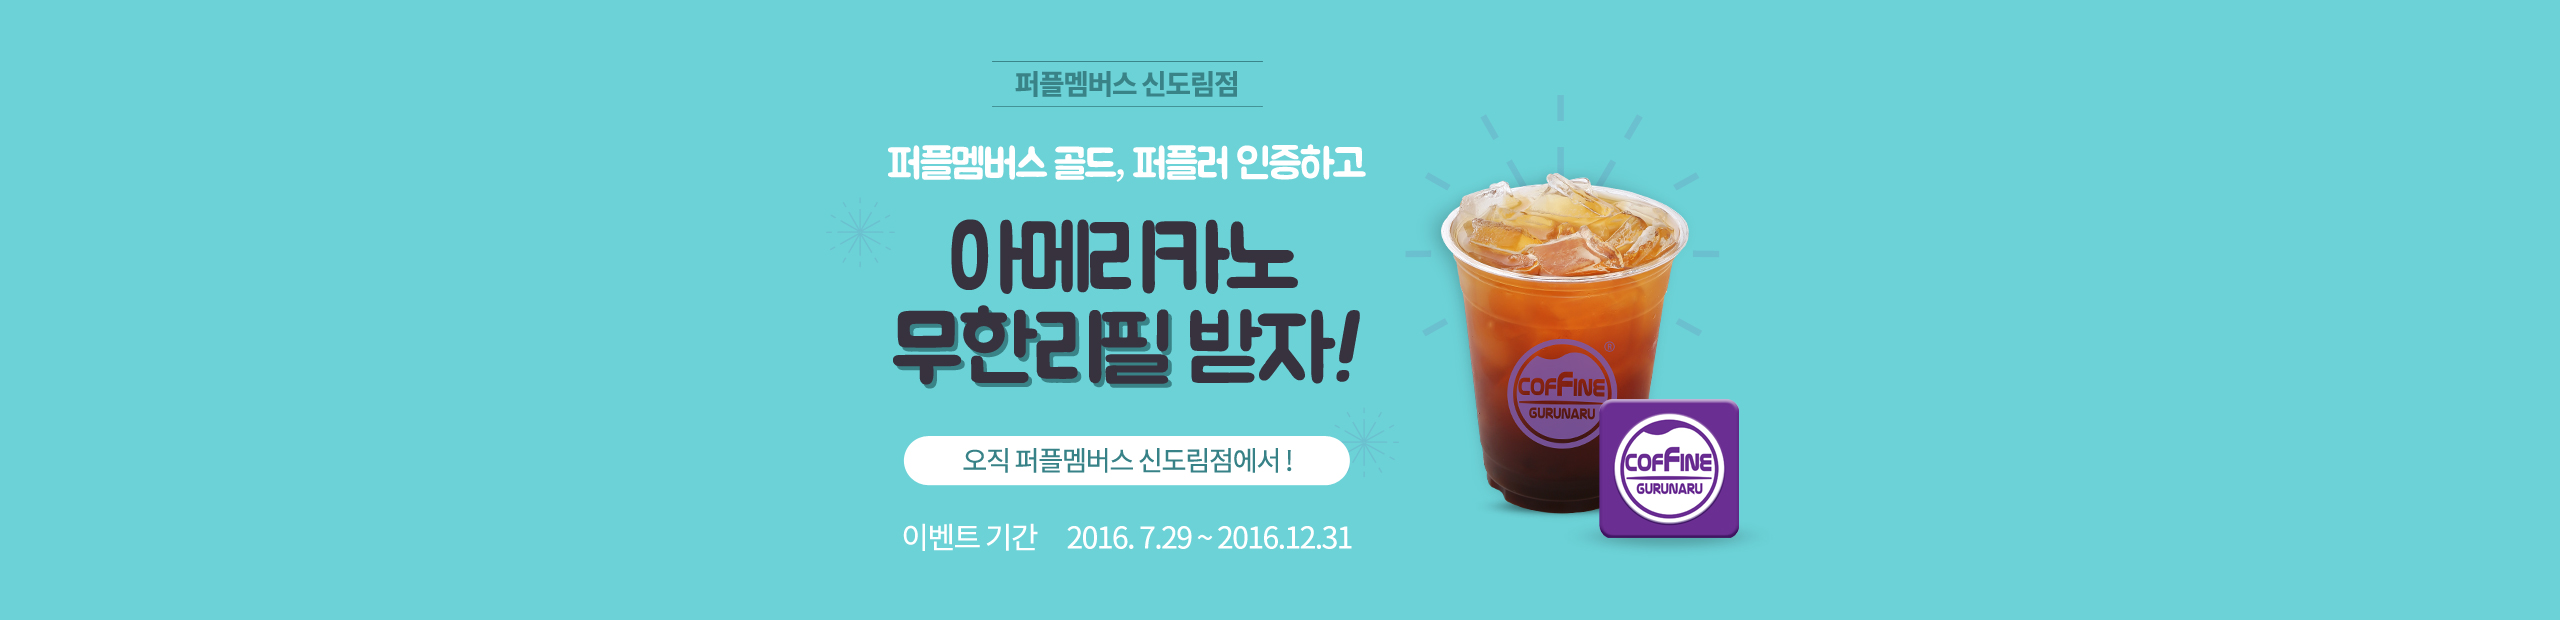 퍼플멤버스 신도림점
퍼플멤버스 골드, 퍼플러 인증하고
아메리카노
무한리필 받자!
오직 퍼플멤버스 신도림점에서 !
이벤트 기간 2016. 7.29 ~ 2016.12.31
®
COFFINE
GURUNARU
COFFINE
GURUNARU